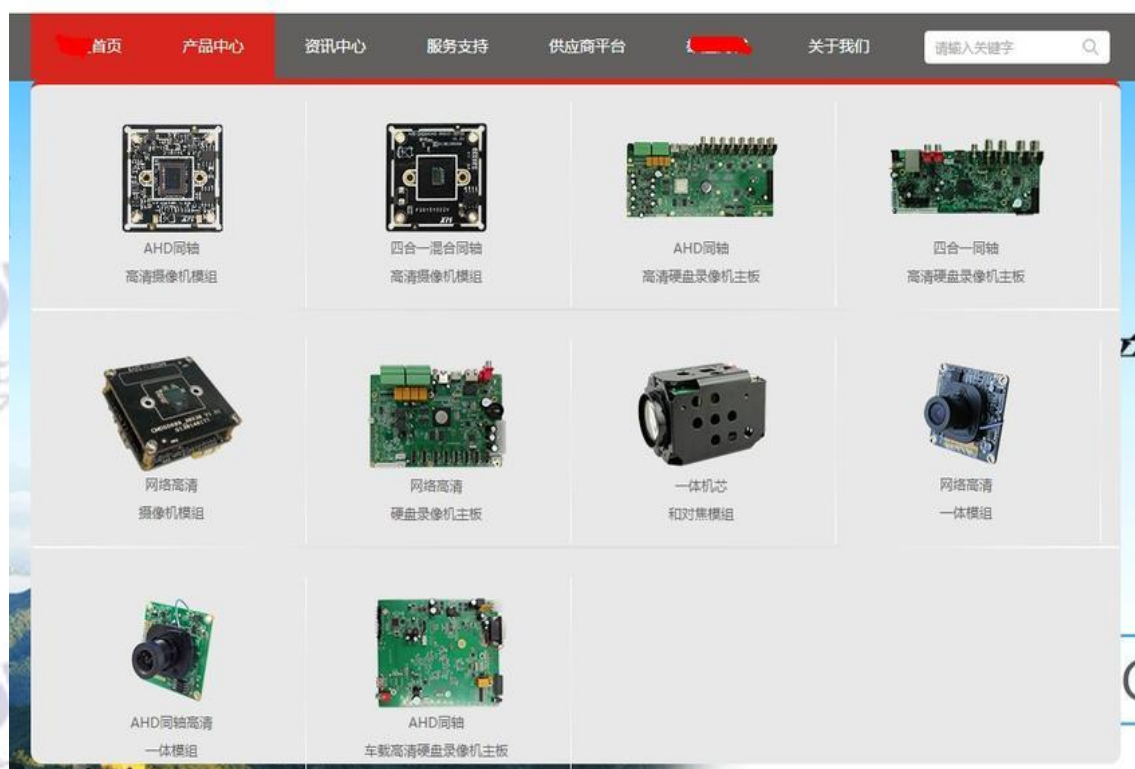 首页
产品中心
资讯中心
服务支持
供应商平台
关于我们
请输入关键字
AHD同轴
高清摄像机模组
四合一混合同轴
高清摄像机模组
AHD同轴
高清硬盘录像机主板
四合一同轴
高清硬盘录像机主板
网络高清
摄像机模组
网络高清
硬盘录像机主板
一体机芯
和对焦模组
网络高清
一体模组
AHD同轴高清
一体模组
AHD同轴
车载高清硬盘录像机主板